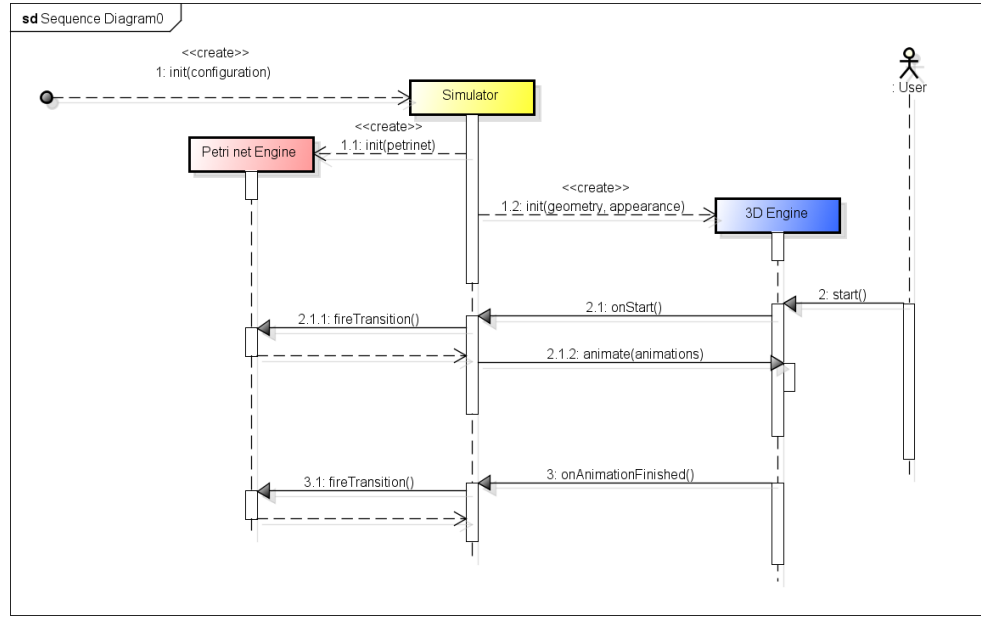 sd Sequence Diagram0
<<create>>
1: init(configuration)
: User
Simulator
<<create>>
1.1: init(petrinet)
Petri net Engine
<<create>>
1.2: init(geometry, appearance)
3D Engine
2: start()
2.1: onStart()
2.1.1: fireTransition()
2.1.2: animate(animations)
3: onAnimationFinished()
3.1: fireTransition()